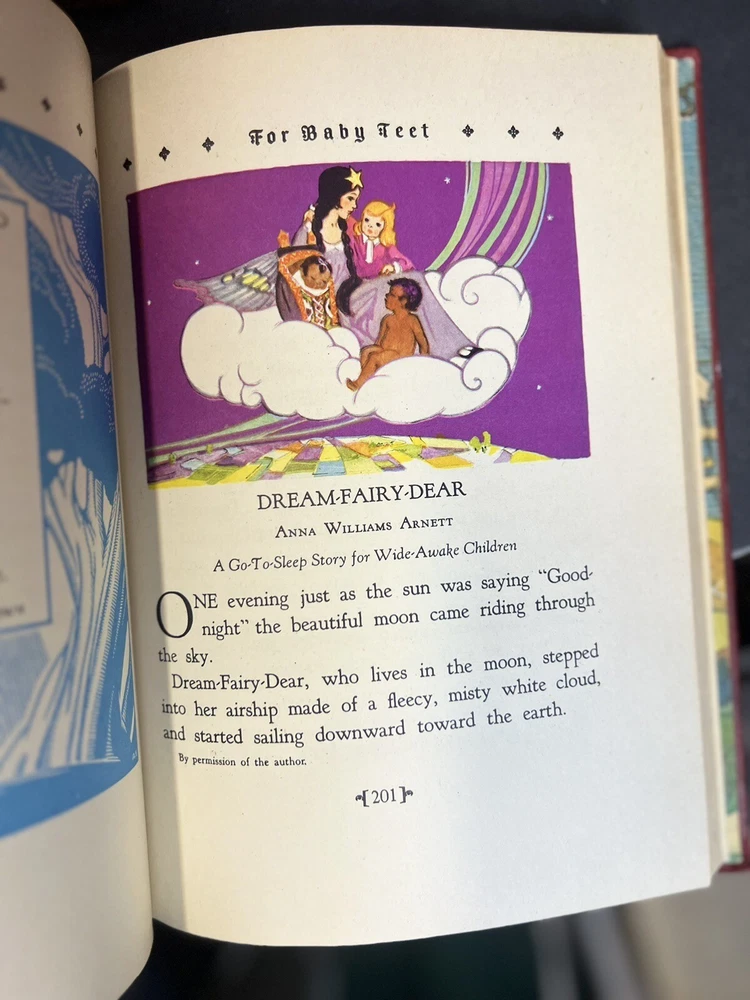 For Baby Teet
DREAM-FAIRY-DEAR
ANNA WILLIAMS ARNETT
A Go-To-Sleep Story for Wide-Awake Children
ONE evening just as the sun was saying “Good-
night” the beautiful moon came riding through
the sky.
Dream-Fairy-Dear, who lives in the moon, stepped
into her airship made of a fleecy, misty white cloud,
and started sailing downward toward the earth.
By permission of the author.
[201]